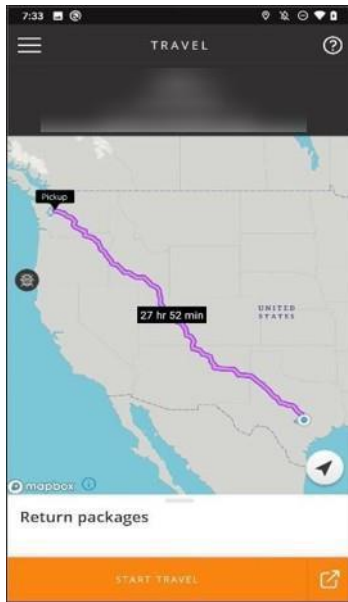 7:33
TRAVEL
Pickup
27 hr 52 min
UNITED
STATES
mapbox
Return packages
START TRAVEL